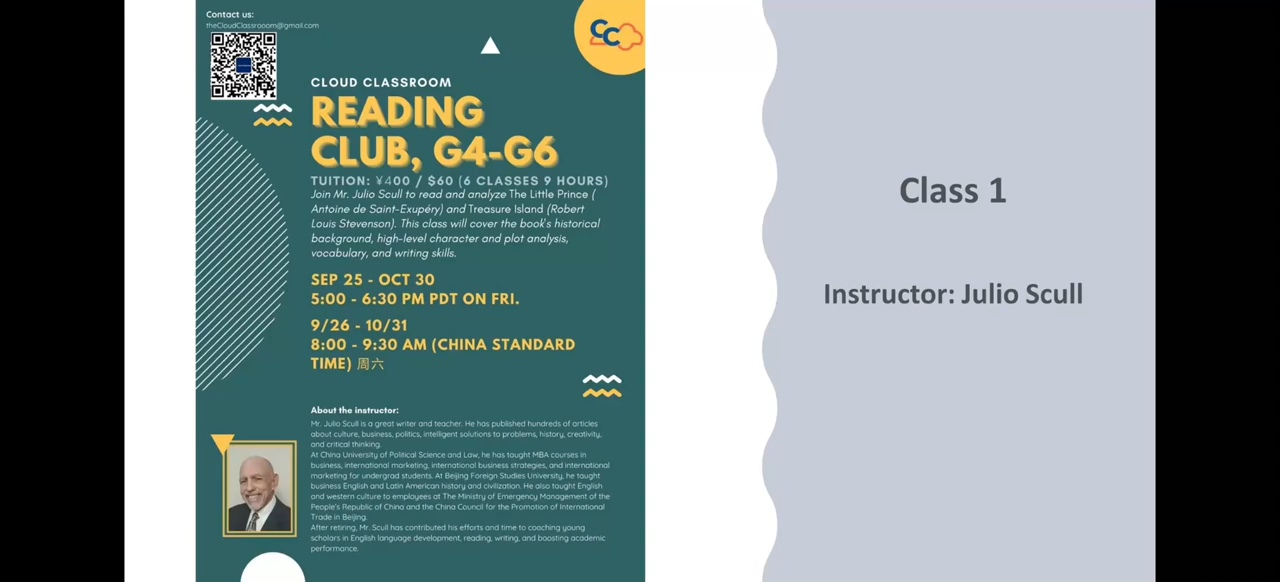 Contact us:
theCloudClassrooom@gmail.com
CC
CLOUD CLASSROOM
READING
CLUB, G4-G6
TUITION: ¥400 / $60 (6 CLASSES 9 HOURS)
Join Mr. Julio Scull to read and analyze The Little Prince (
Antoine de Saint-Exupéry) and Treasure Island (Robert
Louis Stevenson). This class will cover the book's historical
background, high-level character and plot analysis,
vocabulary, and writing skills.
SEP 25 - OCT 30
5:00 - 6:30 PM PDT ON FRI.
9/26 - 10/31
8:00 - 9:30 AM (CHINA STANDARD
TIME) 周六
About the instructor:
Mr. Julio Scull is a great writer and teacher. He has published hundreds of articles
about culture, business, politics, intelligent solutions to problems, history, creativity,
and critical thinking.
At China University of Political Science and Law, he has taught MBA courses in
business, international marketing, international business strategies, and international
marketing for undergrad students. At Beijing Foreign Studies University, he taught
business English and Latin American history and civilization. He also taught English
and western culture to employees at The Ministry of Emergency Management of the
People's Republic of China and the China Council for the Promotion of International
Trade in Beijing.
After retiring, Mr. Scull has contributed his efforts and time to coaching young
scholars in English language development, reading, writing, and boosting academic
performance.
Class 1
Instructor: Julio Scull